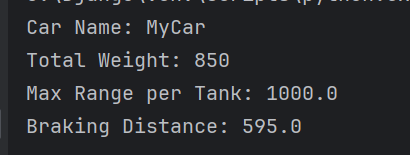 Car Name: MyCar
Total Weight: 850
Max Range per Tank: 1000.0
Braking Distance: 595.0